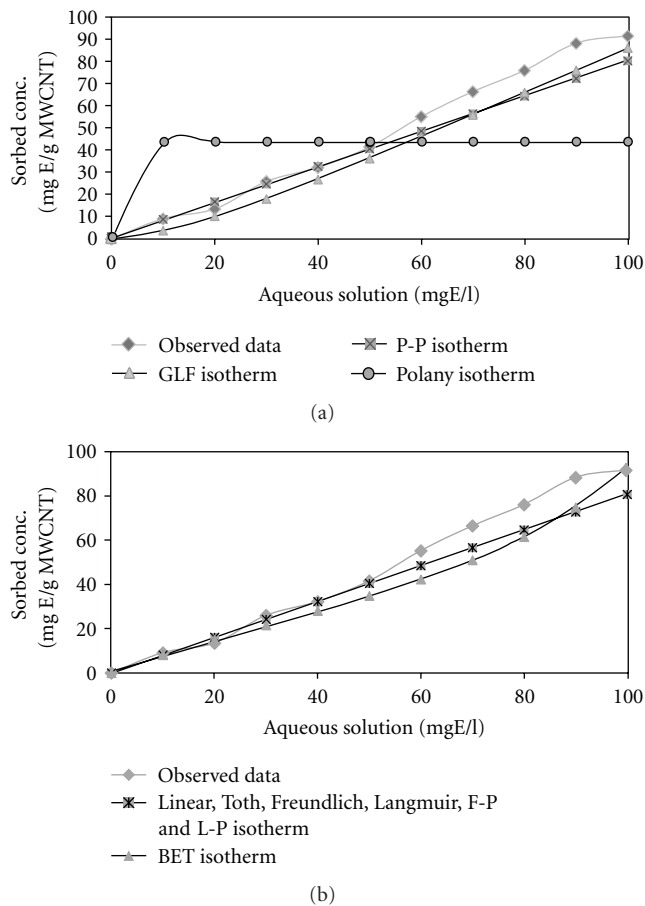 100
90
80
70
60
50
40
30
20
10
0
Sorbed conc.
(mg E/g MWCNT)
0 20 40 60 80 100
Aqueous solution (mgE/l)
Observed data
P-P isotherm
GLF isotherm
Polany isotherm
(a)
100
80
60
40
20
0
Sorbed conc.
(mg E/g MWCNT)
0 20 40 60 80 100
Aqueous solution (mgE/l)
Observed data
Linear, Toth, Freundlich, Langmuir, F-P
and L-P isotherm
BET isotherm
(b)